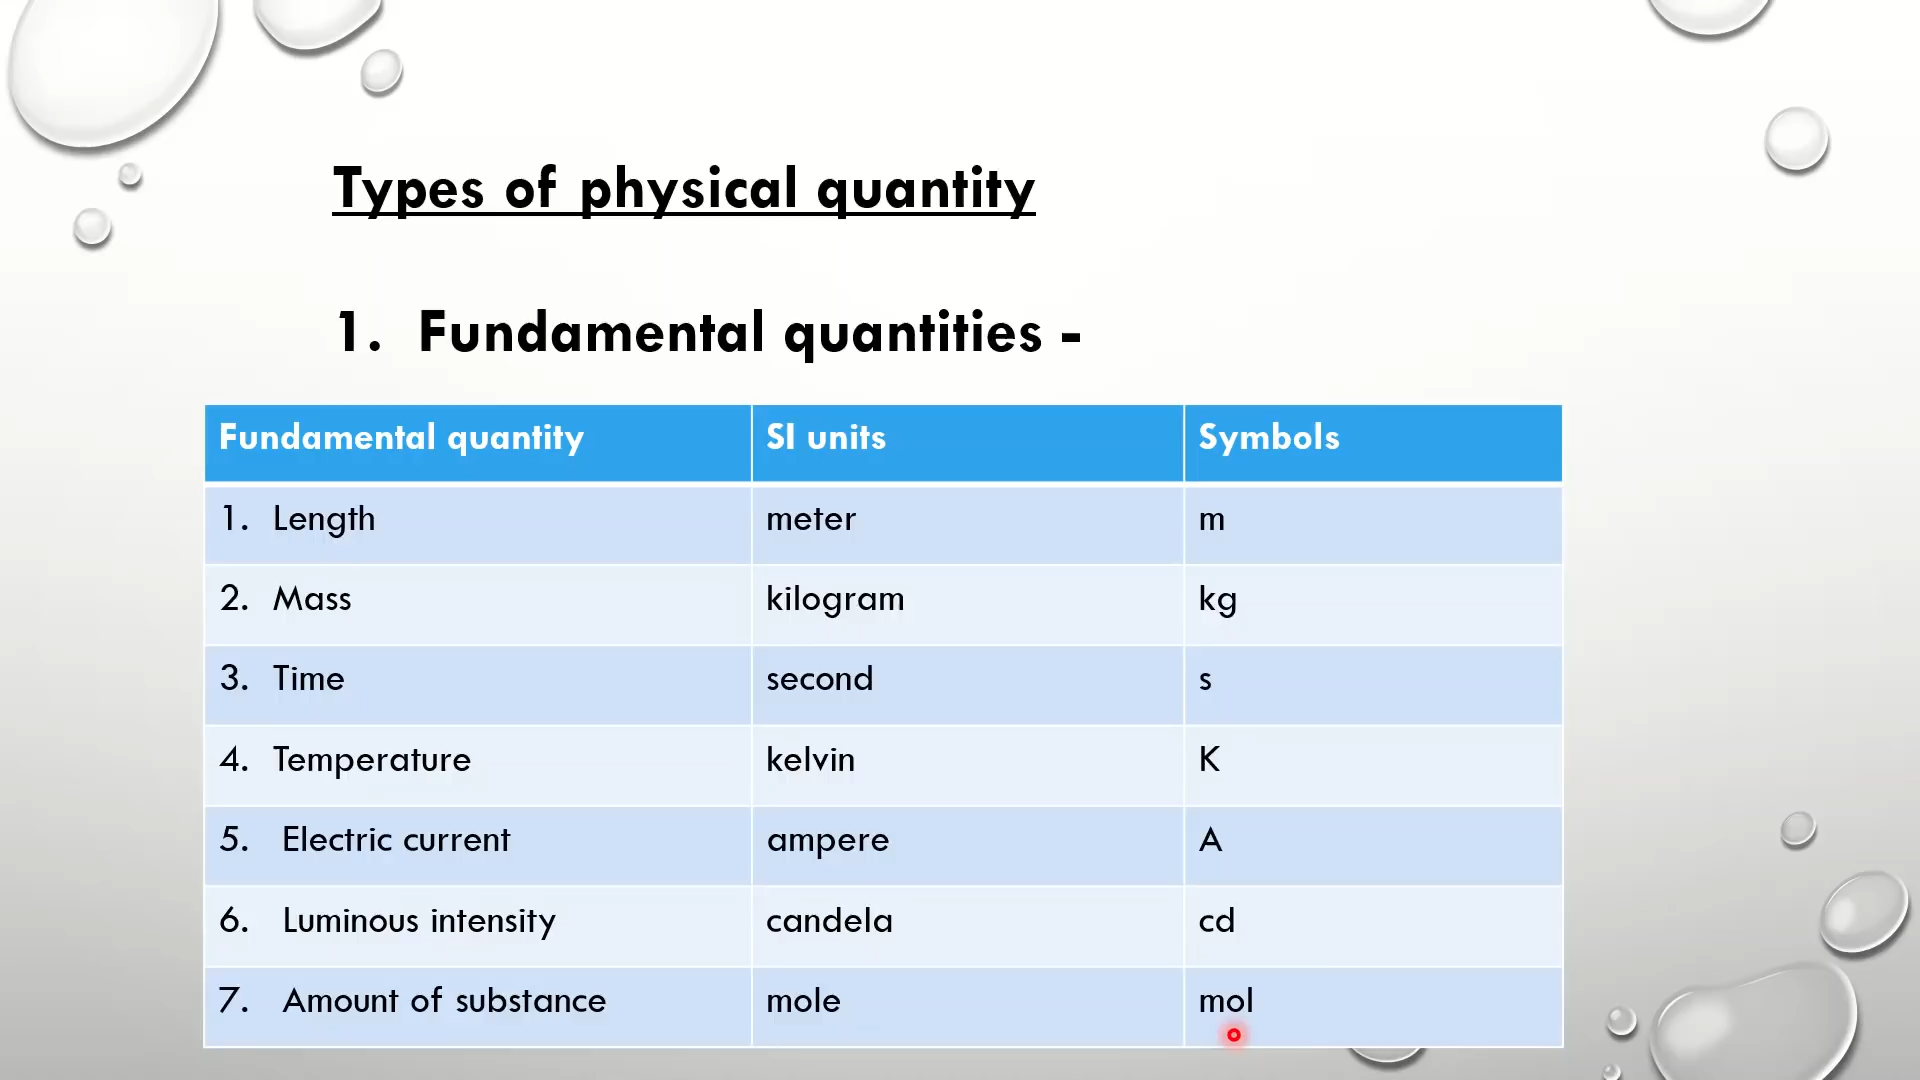 Types of physical quantity
1. Fundamental quantities -
Fundamental quantity SI units Symbols
1. Length meter m
2. Mass kilogram kg
3. Time second s
4. Temperature kelvin K
5. Electric current ampere A
6. Luminous intensity candela cd
7. Amount of substance mole mol